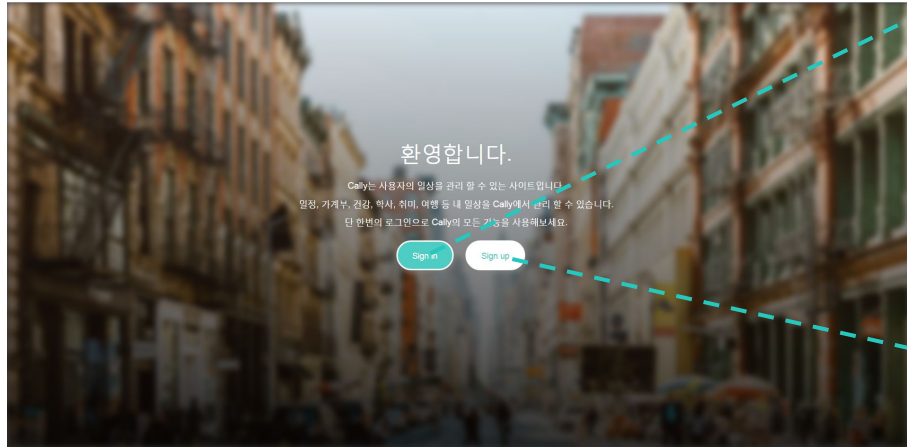 환영합니다.
Cally는 사용자의 일상을 관리 할 수 있는 사이트입니다.
일정, 가계부, 건강, 학사, 취미, 여행 등 내 일상을 Cally에서 관리 할 수 있습니다.
단 한번의 로그인으로 Cally의 모든 기능을 사용해보세요.
Sign in Sign up